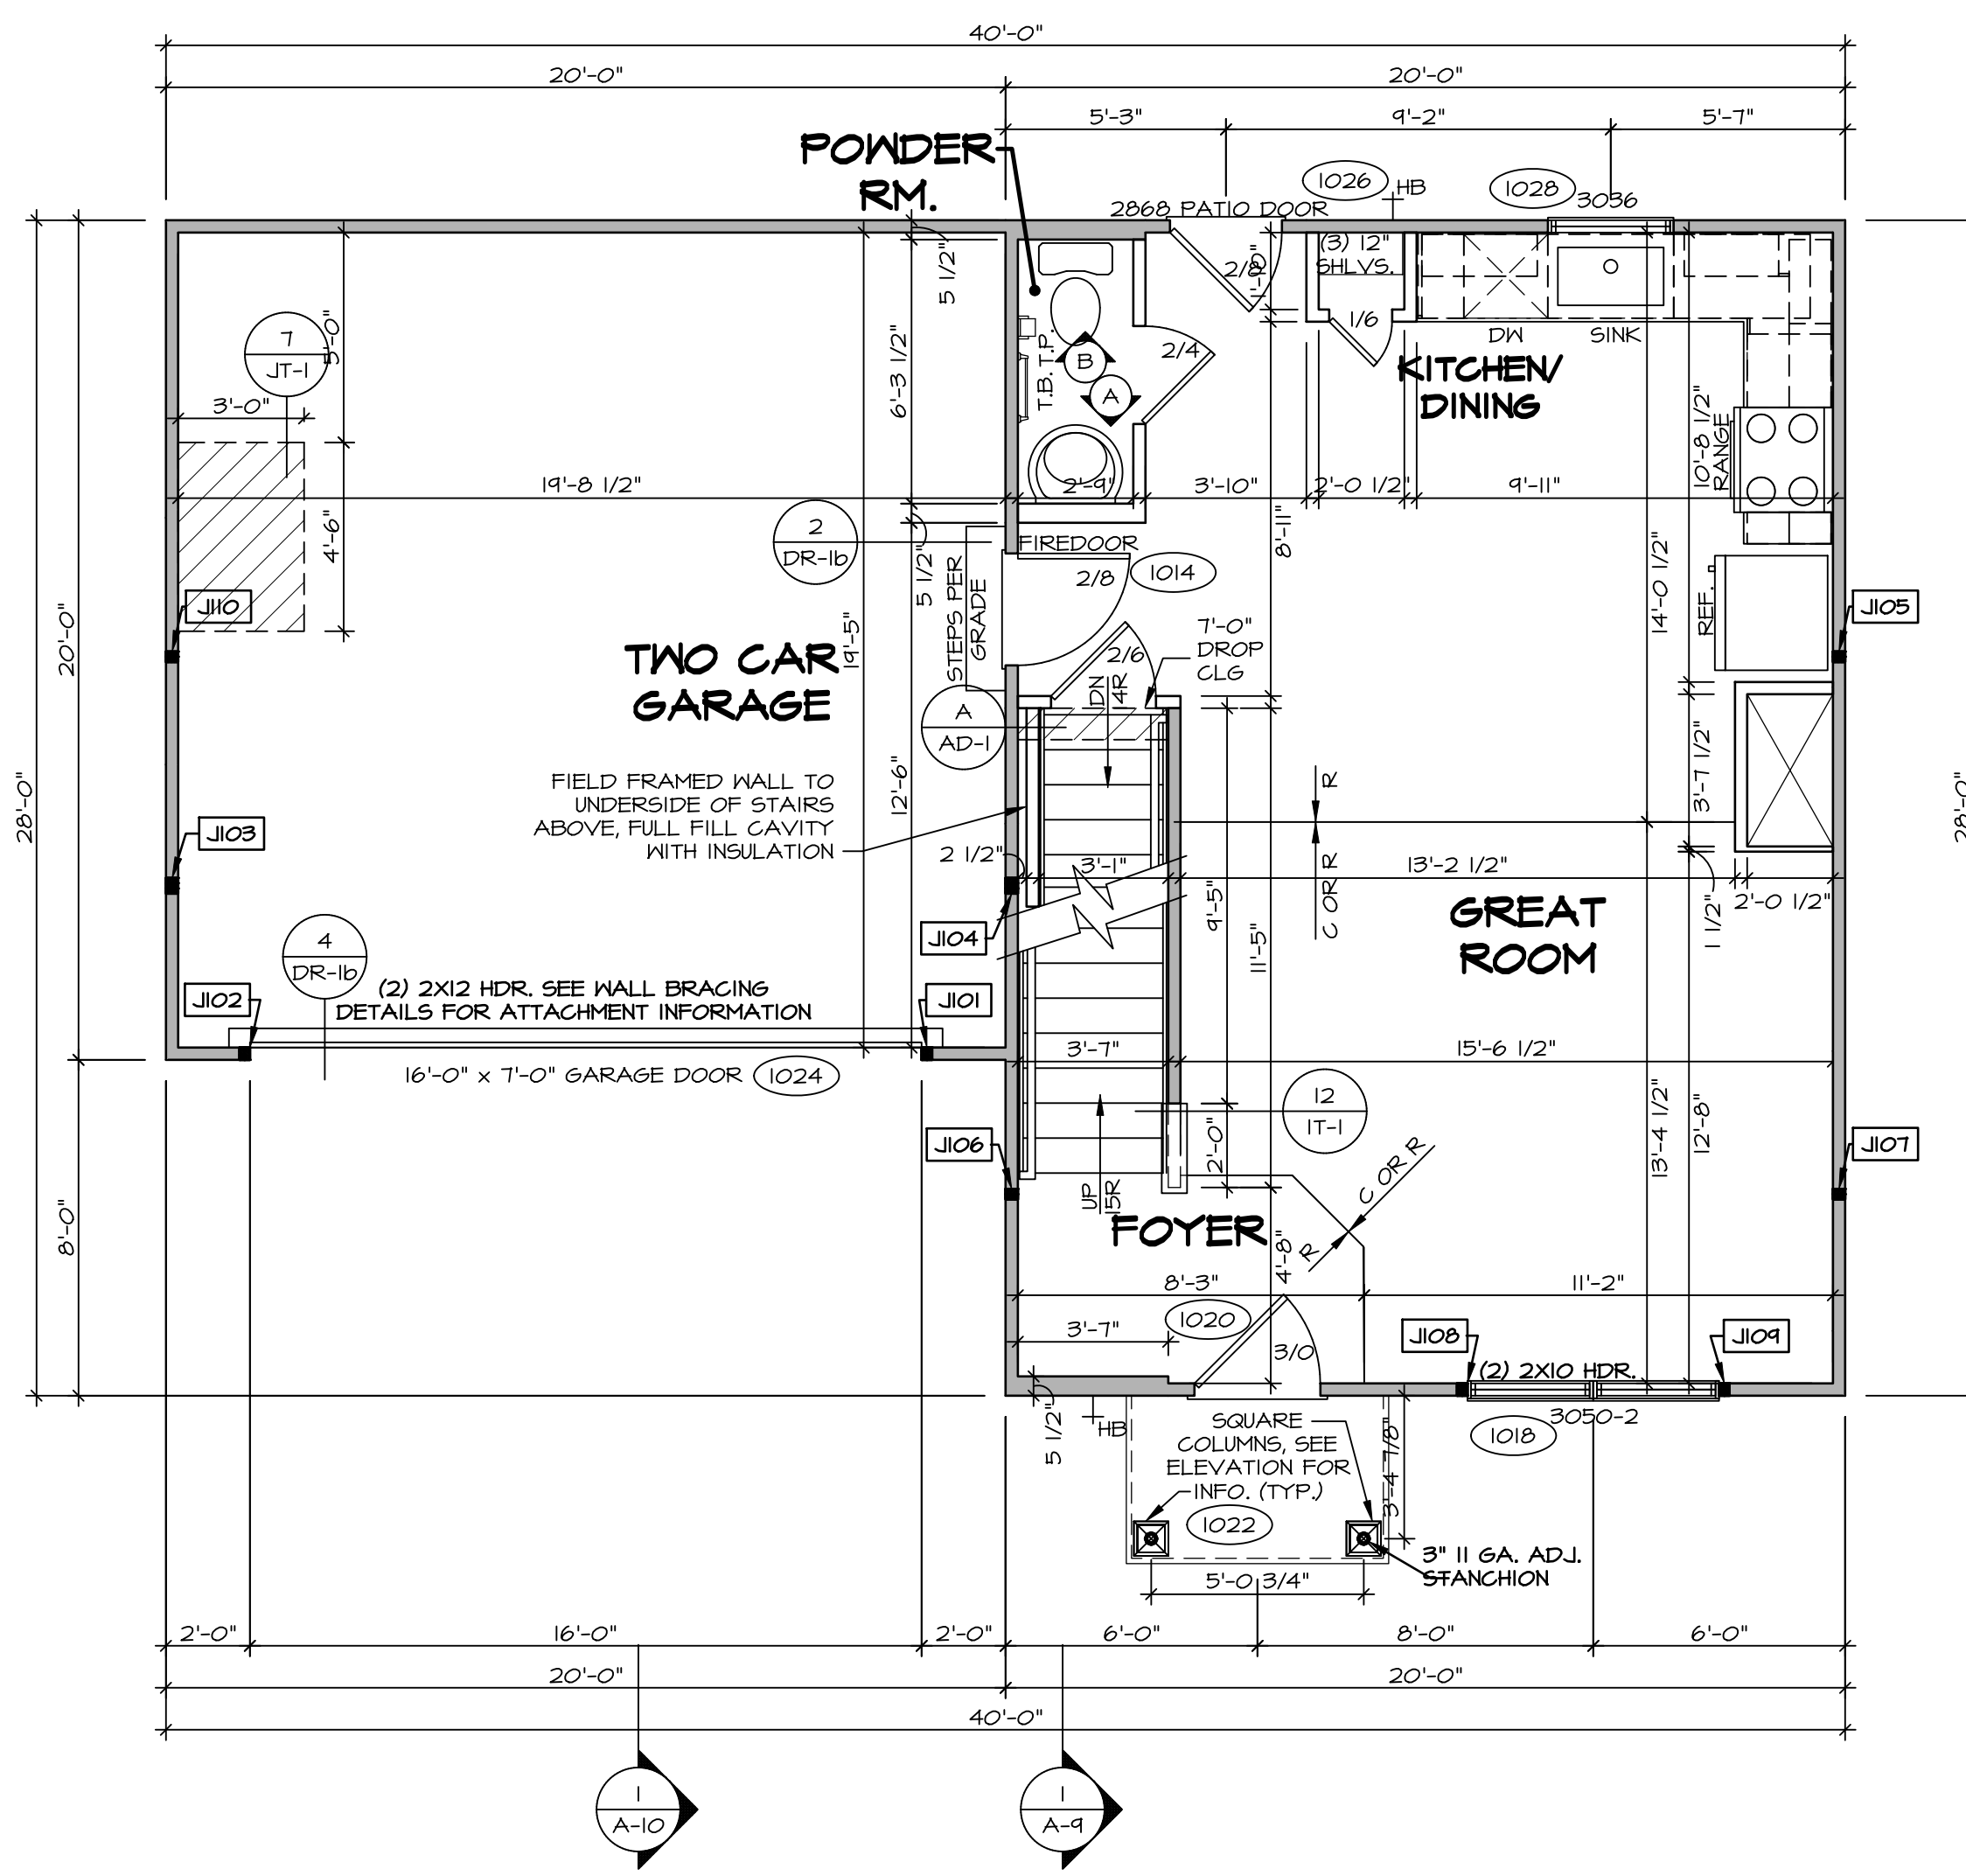 40'-0"
20'-0"
20'-0"
5'-3"
9'-2"
5'-7"
POWDER
RM.
1026
HB
1028
3036
2868 PATIO DOOR
(3) 12"
SHLVS.
2/8
5 1/2"
7
JT-1
5'-0"
3'-0"
6'-3 1/2"
T.B. T.P.
B
A
2/4
1/6
DW
SINK
KITCHEN/
DINING
10'-8 1/2"
RANGE
19'-8 1/2"
2'-9"
3'-10"
2'-0 1/2"
9'-11"
4'-6"
2
DR-1b
5 1/2"
STEPS PER
GRADE
FIREDOOR
2/8
1014
8'-11"
14'-0 1/2"
REF.
J110
J105
20'-0"
28'-0"
28'-0"
TWO CAR
GARAGE
19'-5"
2/6
7'-0"
DROP
CLG
DN
14R
A
AD-1
FIELD FRAMED WALL TO
UNDERSIDE OF STAIRS
ABOVE, FULL FILL CAVITY
WITH INSULATION
12'-6"
J103
2 1/2"
3'-1"
R
C OR R
3'-7 1/2"
13'-2 1/2"
2'-0 1/2"
1 1/2"
9'-5"
11'-5"
GREAT
ROOM
J104
4
DR-1b
J102
(2) 2X12 HDR. SEE WALL BRACING
DETAILS FOR ATTACHMENT INFORMATION
J101
16'-0" x 7'-0" GARAGE DOOR
1024
3'-7"
15'-6 1/2"
12
IT-1
J106
J107
2'-0"
13'-4 1/2"
12'-8"
8'-0"
UP
15R
FOYER
C OR R
R
4'-8"
8'-3"
11'-2"
1020
3'-7"
3/0
J108
J109
(2) 2X10 HDR.
3050-2
1018
5 1/2"
HB
SQUARE
COLUMNS, SEE
ELEVATION FOR
INFO. (TYP.)
1022
3'-4 7/8"
3" 11 GA. ADJ.
STANCHION
5'-0 3/4"
2'-0"
16'-0"
2'-0"
6'-0"
8'-0"
6'-0"
20'-0"
20'-0"
40'-0"
1
A-10
1
A-9